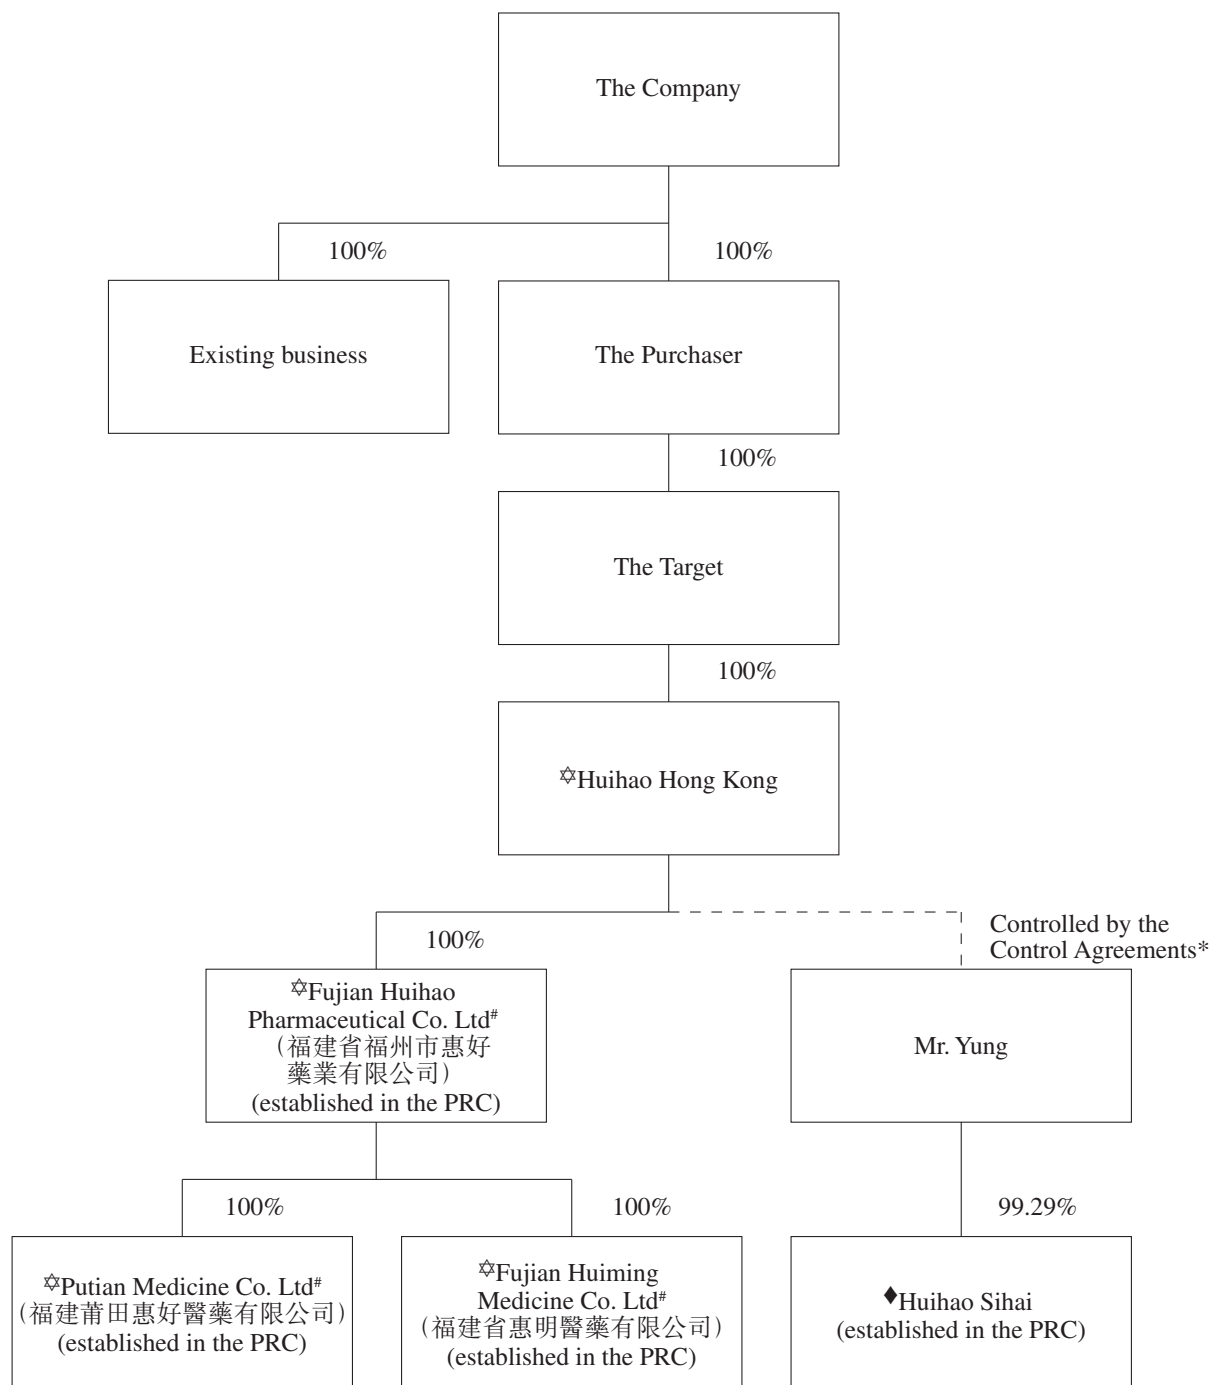 The Company
100%
100%
Existing business
The Purchaser
100%
The Target
100%
✡Huihao Hong Kong
100%
Controlled by the
Control Agreements*
✡Fujian Huihao
Pharmaceutical Co. Ltd#
(福建省福州市惠好
藥業有限公司)
(established in the PRC)
Mr. Yung
100%
100%
99.29%
✡Putian Medicine Co. Ltd#
(福建莆田惠好醫藥有限公司)
(established in the PRC)
✡Fujian Huiming
Medicine Co. Ltd#
(福建省惠明醫藥有限公司)
(established in the PRC)
♦Huihao Sihai
(established in the PRC)